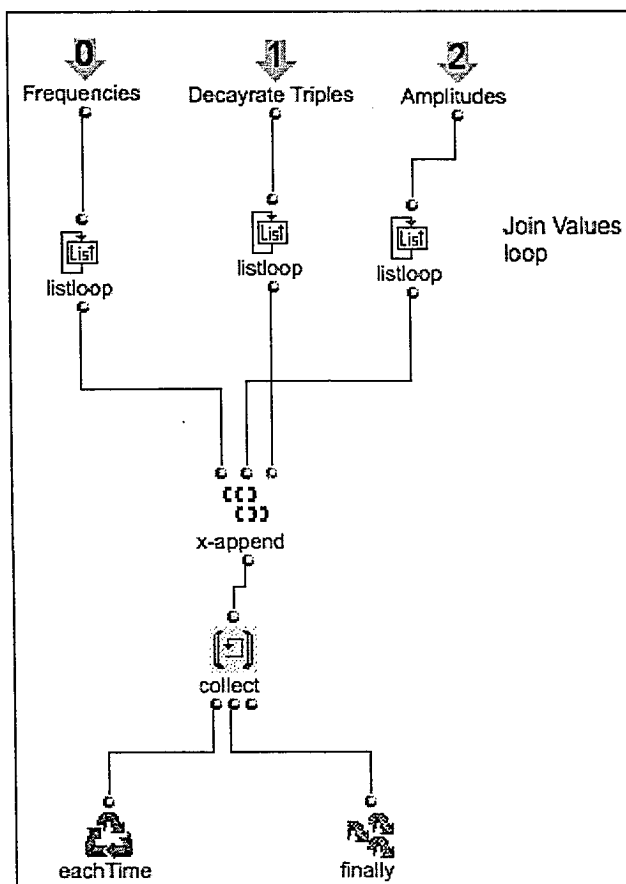 0 1 2
Frequencies Decayrate Triples Amplitudes
List List List
Join Values
loop
listloop listloop listloop
x-append
collect
eachTime finally